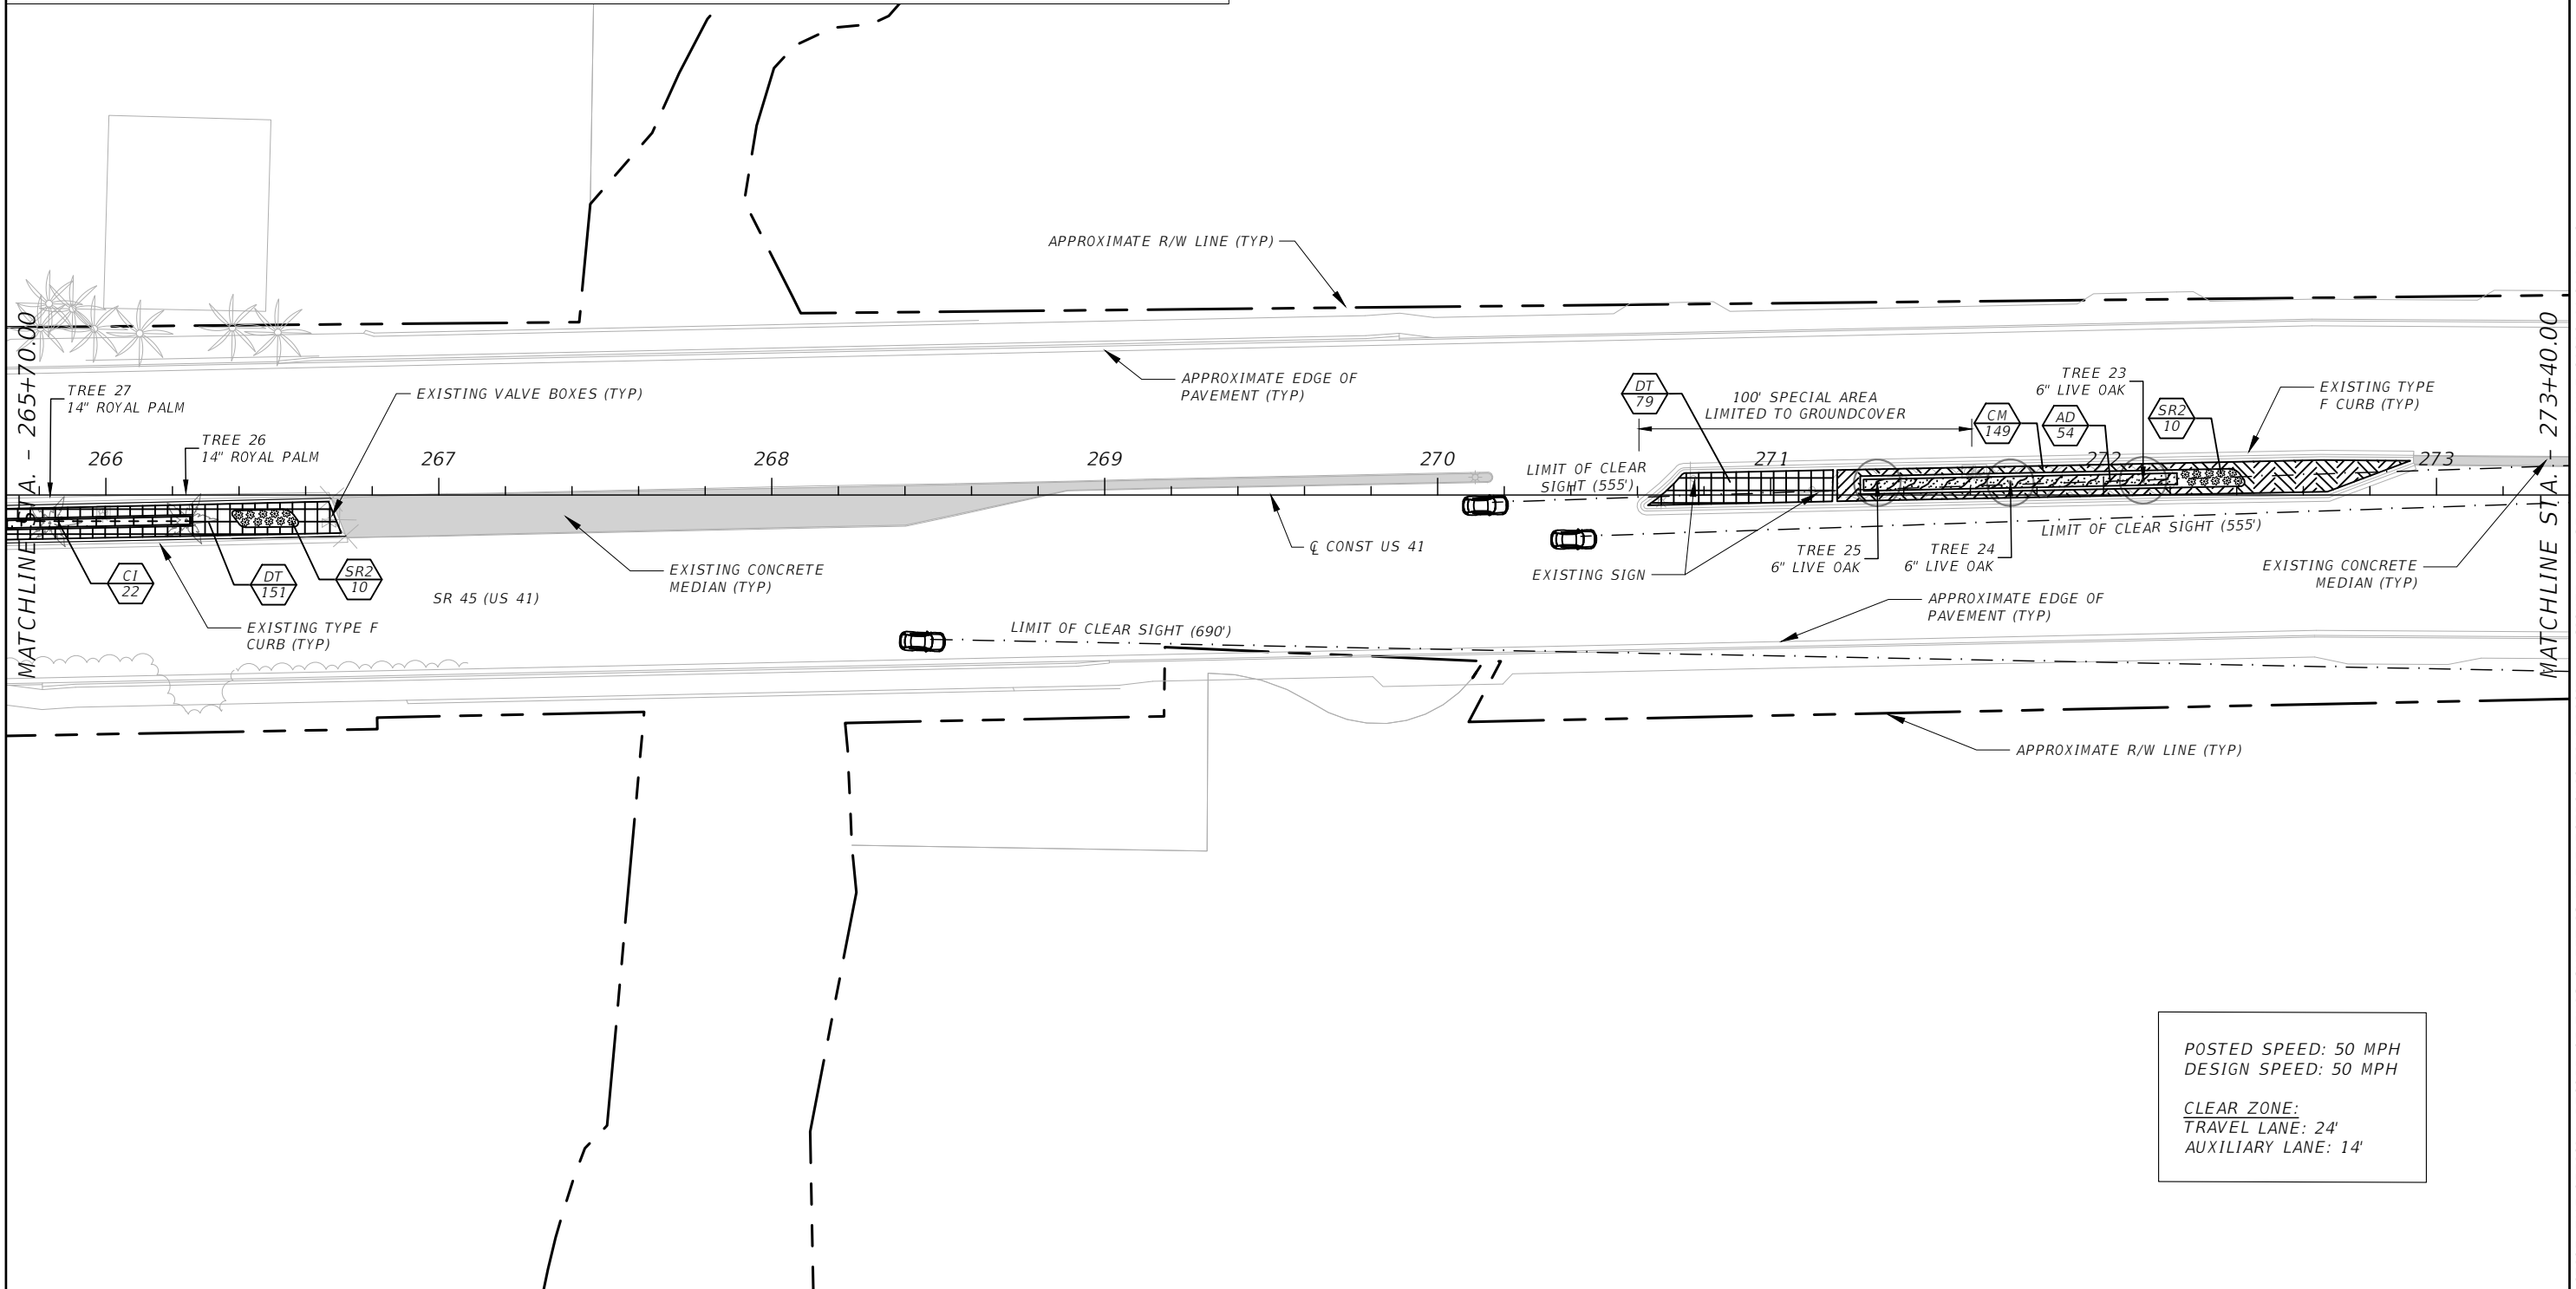 APPROXIMATE R/W LINE (TYP)
MATCHLINE STA. - 265+70.00
MATCHLINE STA. - 273+40.00
TREE 27
14" ROYAL PALM
TREE 26
14" ROYAL PALM
EXISTING VALVE BOXES (TYP)
APPROXIMATE EDGE OF
PAVEMENT (TYP)
DT
79
100' SPECIAL AREA
LIMITED TO GROUNDCOVER
CM
149
AD
54
TREE 23
6" LIVE OAK
SR2
10
EXISTING TYPE
F CURB (TYP)
266
267
268
269
270
271
272
273
LIMIT OF CLEAR
SIGHT (555')
CI
22
DT
151
SR2
10
SR 45 (US 41)
EXISTING TYPE F
CURB (TYP)
EXISTING CONCRETE
MEDIAN (TYP)
℄ CONST US 41
EXISTING SIGN
TREE 25
6" LIVE OAK
TREE 24
6" LIVE OAK
LIMIT OF CLEAR SIGHT (555')
EXISTING CONCRETE
MEDIAN (TYP)
LIMIT OF CLEAR SIGHT (690')
APPROXIMATE EDGE OF
PAVEMENT (TYP)
APPROXIMATE R/W LINE (TYP)
POSTED SPEED: 50 MPH
DESIGN SPEED: 50 MPH
CLEAR ZONE:
TRAVEL LANE: 24'
AUXILIARY LANE: 14'